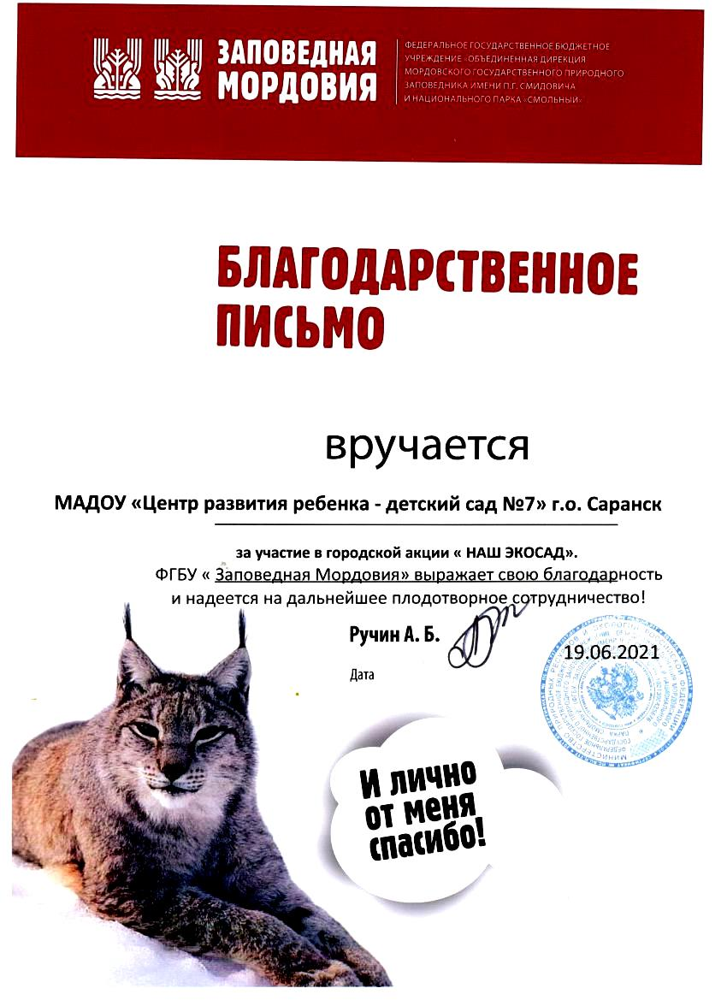 ЗАПОВЕДНАЯ
МОРДОВИЯ
ФЕДЕРАЛЬНОЕ ГОСУДАРСТВЕННОЕ БЮДЖЕТНОЕ
УЧРЕЖДЕНИЕ «ОБЪЕДИНЕННАЯ ДИРЕКЦИЯ
МОРДОВСКОГО ГОСУДАРСТВЕННОГО ПРИРОДНОГО
ЗАПОВЕДНИКА ИМЕНИ П.Г. СМИДОВИЧА
И НАЦИОНАЛЬНОГО ПАРКА «СМОЛЬНЫЙ»
БЛАГОДАРСТВЕННОЕ
ПИСЬМО
вручается
МАДОУ «Центр развития ребенка - детский сад №7» г.о. Саранск
за участие в городской акции « НАШ ЭКОСАД».
ФГБУ « Заповедная Мордовия» выражает свою благодарность
и надеется на дальнейшее плодотворное сотрудничество!
Ручин А. Б.
19.06.2021
Дата
И лично
от меня
спасибо!